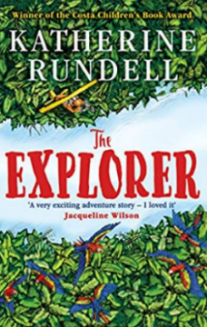 Winner of the Costa Children's Book Award
KATHERINE
RUNDELL
The
EXPLORER
'A very exciting adventure story – I loved it'
Jacqueline Wilson